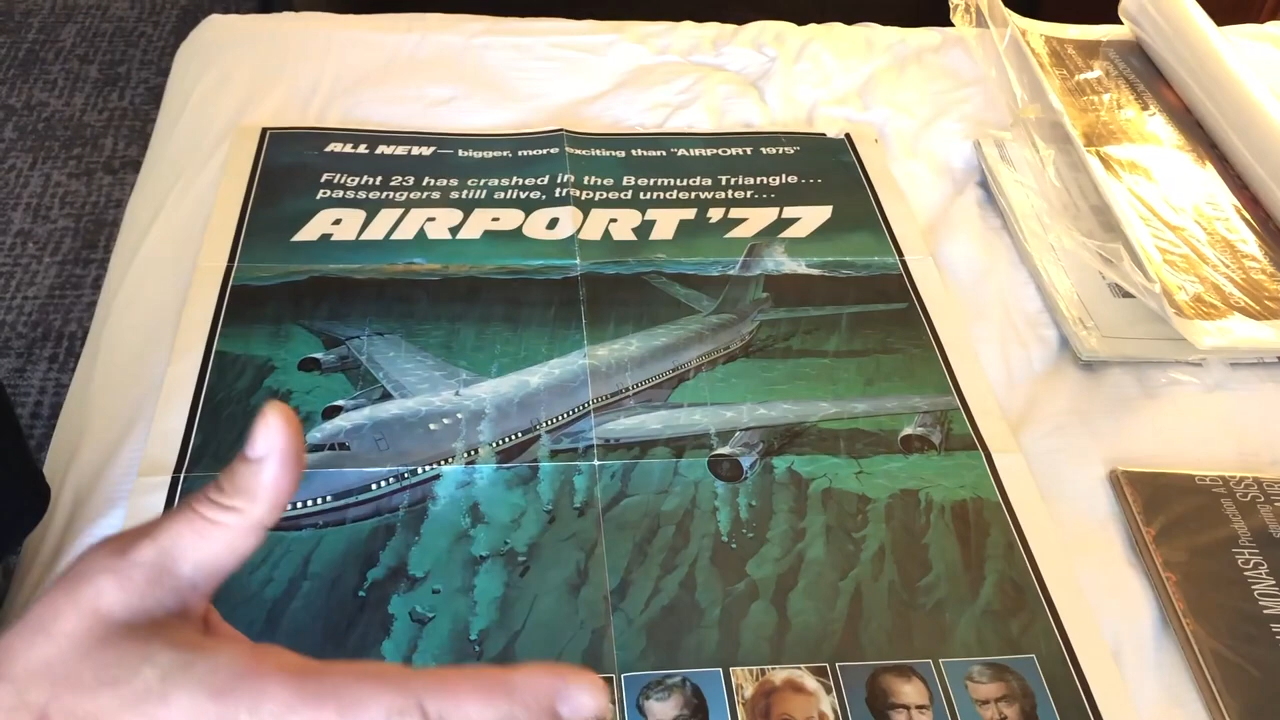 ALL NEW— bigger, more exciting than "AIRPORT 1975"
Flight 23 has crashed in the Bermuda Triangle...
passengers still alive, trapped underwater...
AIRPORT '77
MONASH Production A B
SIS
starring